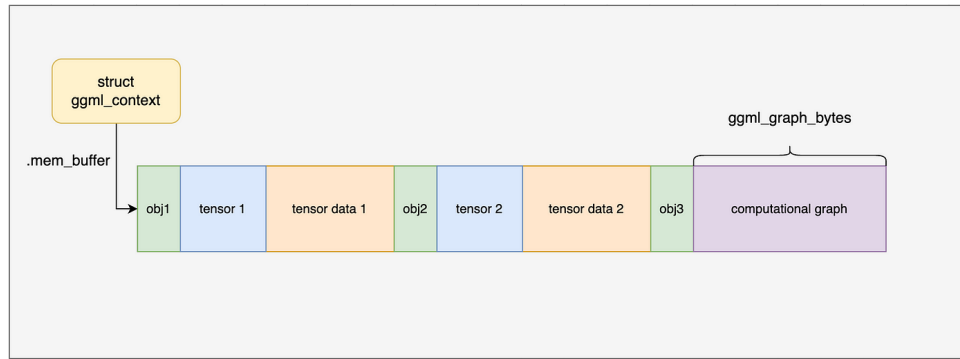 struct
ggml_context
ggml_graph_bytes
.mem_buffer
obj1
tensor 1
tensor data 1
obj2
tensor 2
tensor data 2
obj3
computational graph